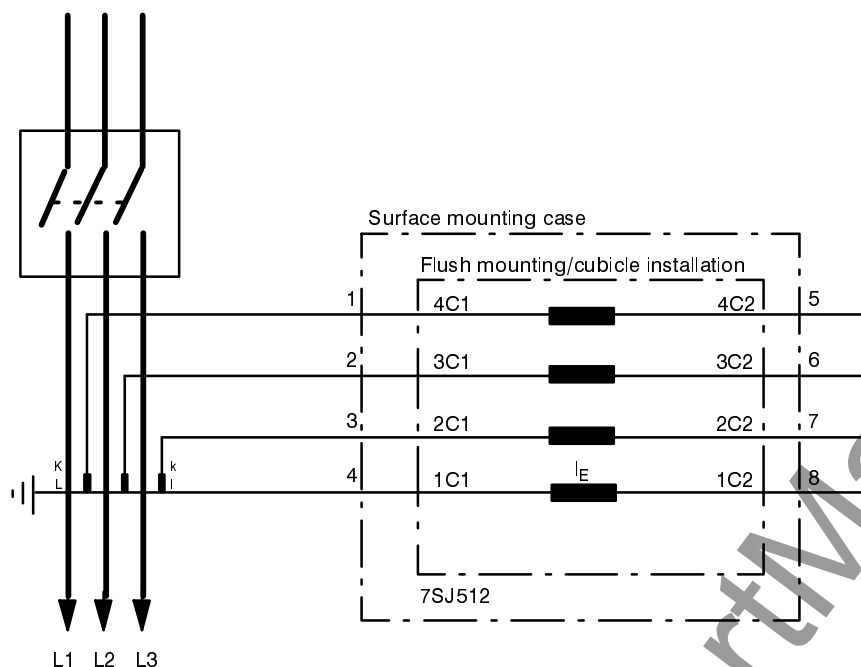 Surface mounting case
Flush mounting/cubicle installation
1 4C1 4C2 5
2 3C1 3C2 6
3 2C1 2C2 7
K k
L l
4 1C1 IE 1C2 8
7SJ512
L1 L2 L3